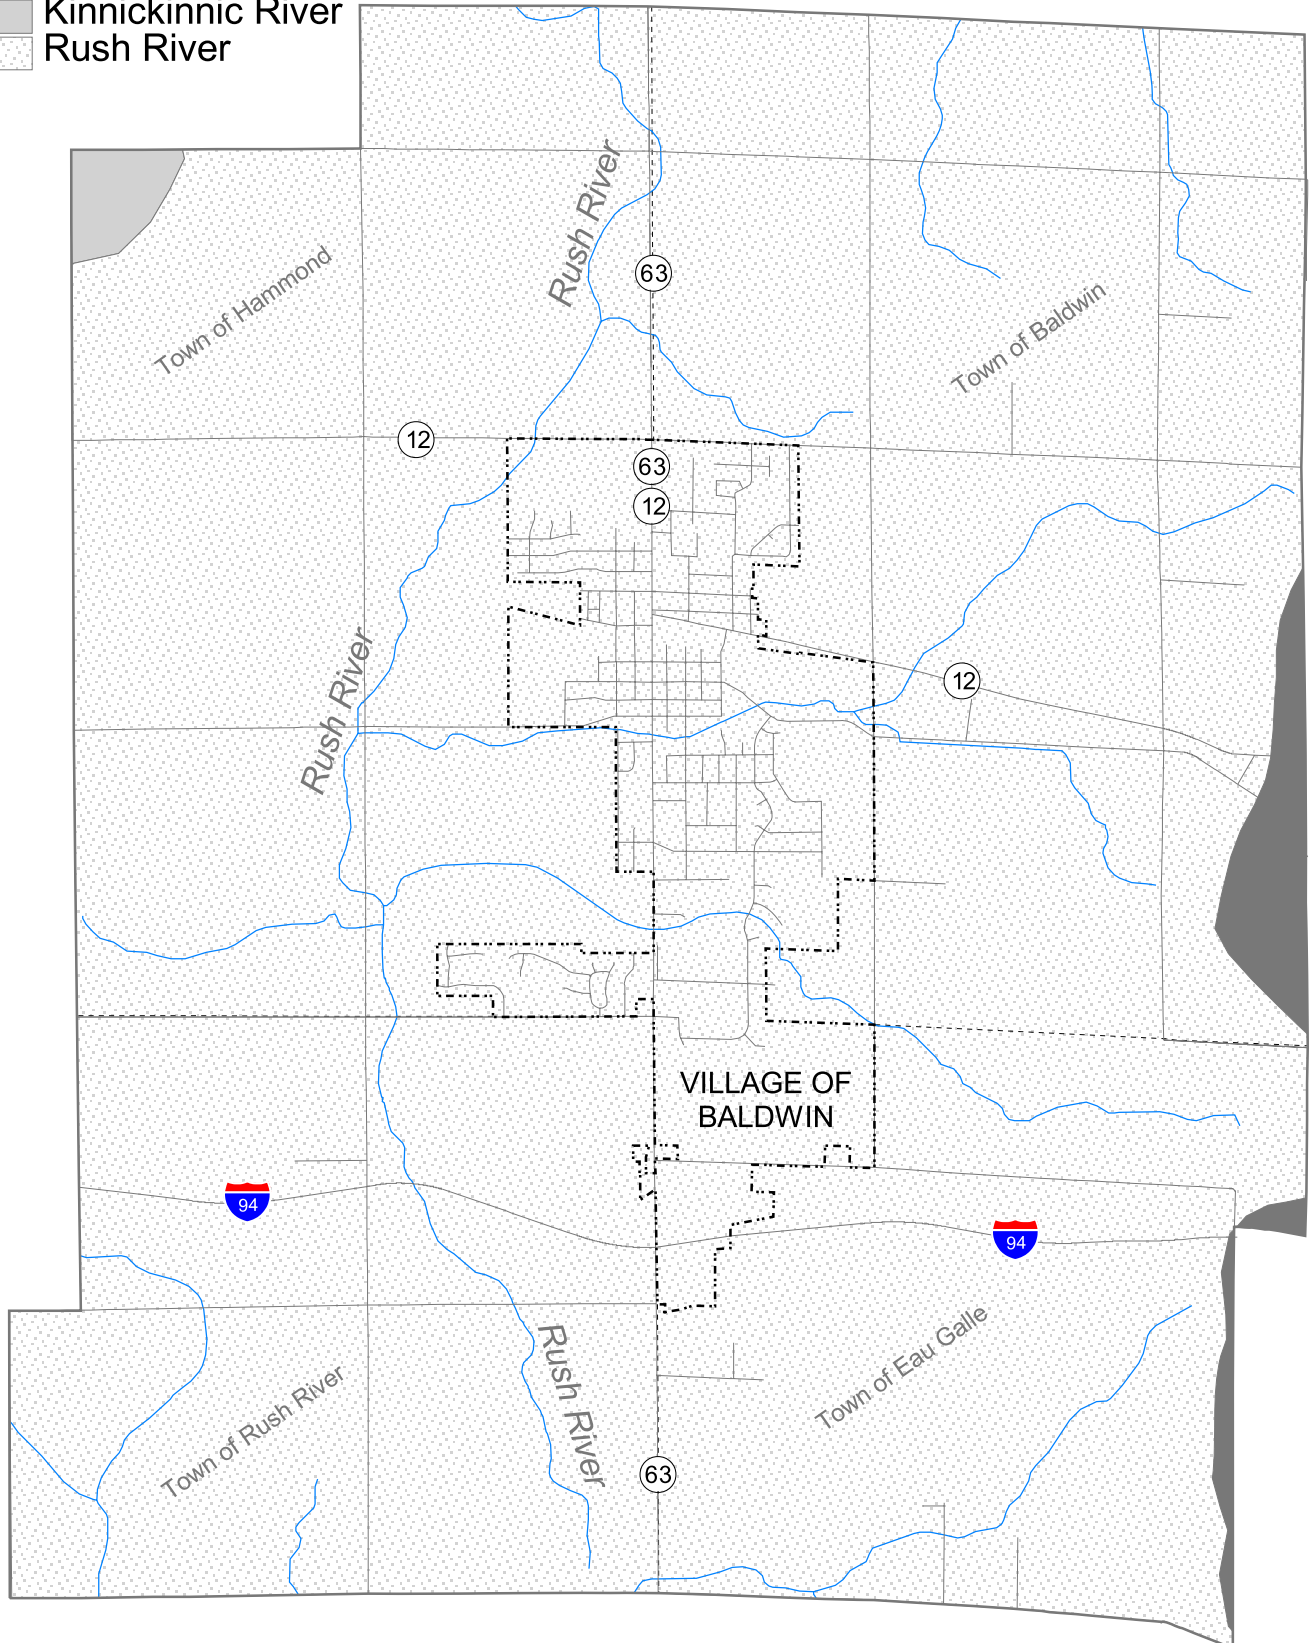 Kinnickinnic River
Rush River
Rush River
63
Town of Hammond
Town of Baldwin
12
63
12
Rush River
12
VILLAGE OF
BALDWIN
94
94
Rush River
Town of Eau Galle
Town of Rush River
63